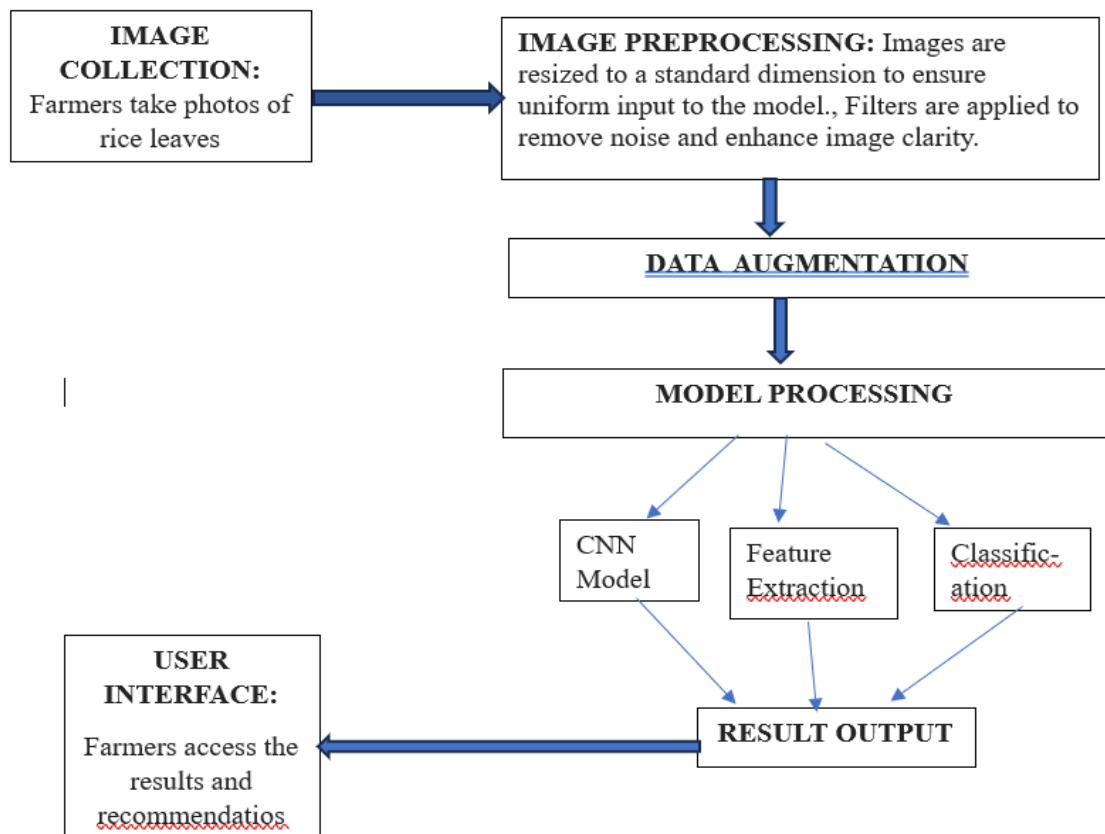 IMAGE
COLLECTION:
Farmers take photos of
rice leaves
IMAGE PREPROCESSING: Images are
resized to a standard dimension to ensure
uniform input to the model., Filters are applied to
remove noise and enhance image clarity.
DATA AUGMENTATION
MODEL PROCESSING
CNN
Model
Feature
Extraction
Classific-
ation
RESULT OUTPUT
USER
INTERFACE:
Farmers access the
results and
recommendatios